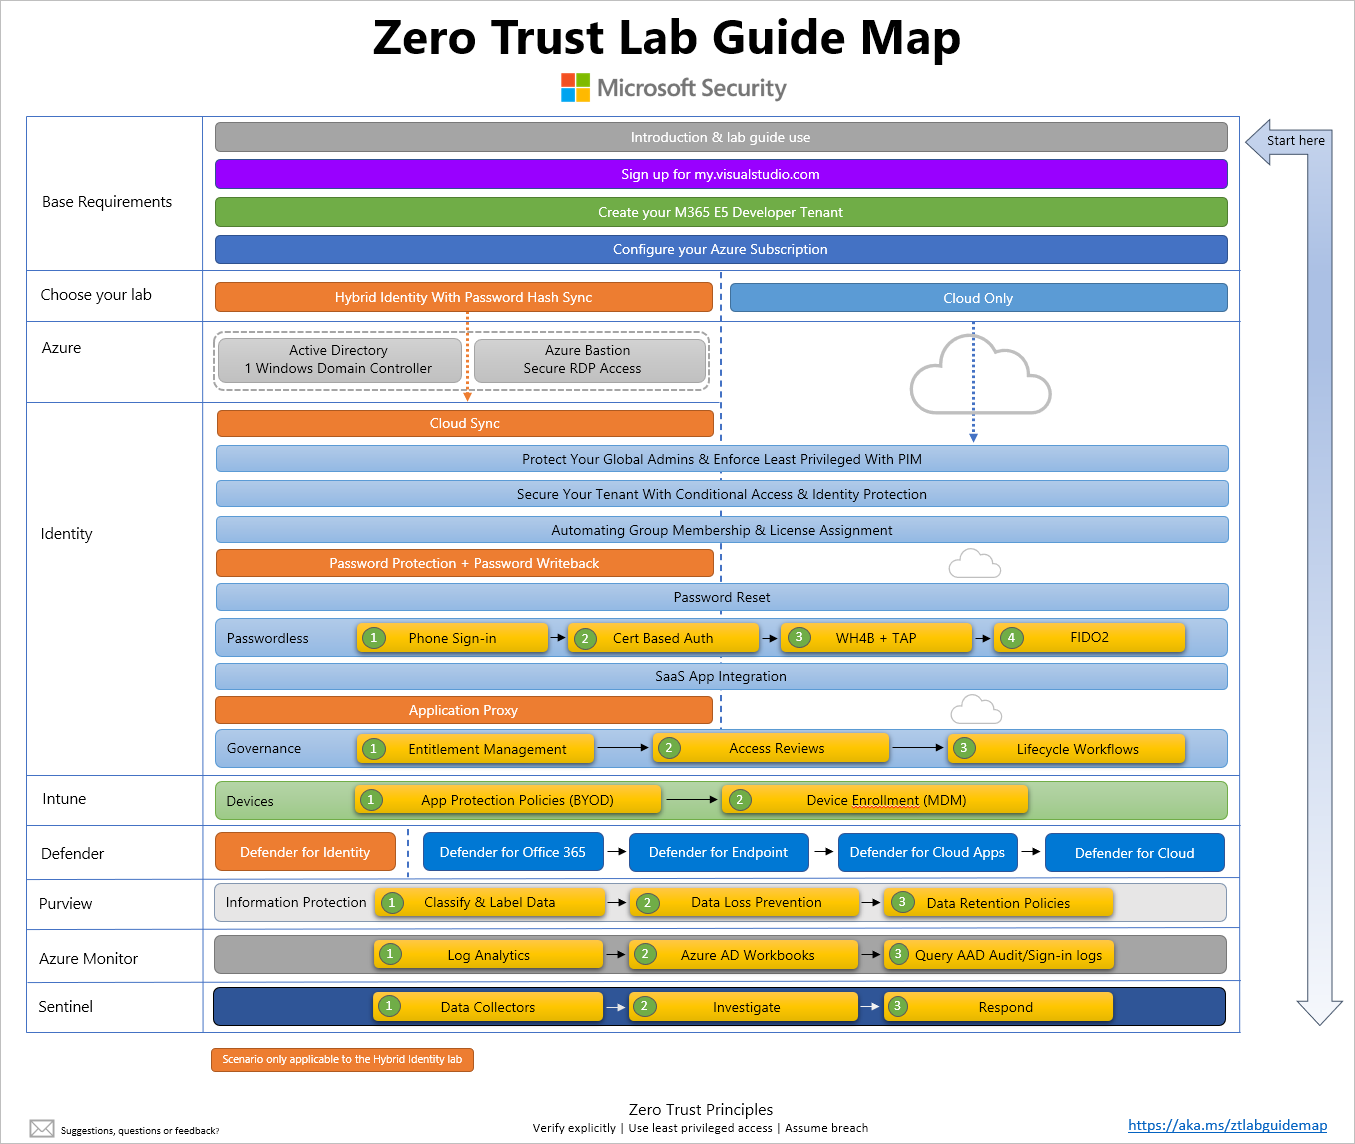 Zero Trust Lab Guide Map
Microsoft Security
Start here
Base Requirements
Introduction & lab guide use
Sign up for my.visualstudio.com
Create your M365 E5 Developer Tenant
Configure your Azure Subscription
Choose your lab
Hybrid Identity With Password Hash Sync
Cloud Only
Azure
Active Directory
1 Windows Domain Controller
Azure Bastion
Secure RDP Access
Identity
Cloud Sync
Protect Your Global Admins & Enforce Least Privileged With PIM
Secure Your Tenant With Conditional Access & Identity Protection
Automating Group Membership & License Assignment
Password Protection + Password Writeback
Password Reset
Passwordless
1 Phone Sign-in
2 Cert Based Auth
3 WH4B + TAP
4 FIDO2
SaaS App Integration
Application Proxy
Governance
1 Entitlement Management
2 Access Reviews
3 Lifecycle Workflows
Intune
Devices
1 App Protection Policies (BYOD)
2 Device Enrollment (MDM)
Defender
Defender for Identity
Defender for Office 365
Defender for Endpoint
Defender for Cloud Apps
Defender for Cloud
Purview
Information Protection
1 Classify & Label Data
2 Data Loss Prevention
3 Data Retention Policies
Azure Monitor
1 Log Analytics
2 Azure AD Workbooks
3 Query AAD Audit/Sign-in logs
Sentinel
1 Data Collectors
2 Investigate
3 Respond
Scenario only applicable to the Hybrid Identity lab
Zero Trust Principles
Verify explicitly | Use least privileged access | Assume breach
Suggestions, questions or feedback?
https://aka.ms/ztlabguidemap